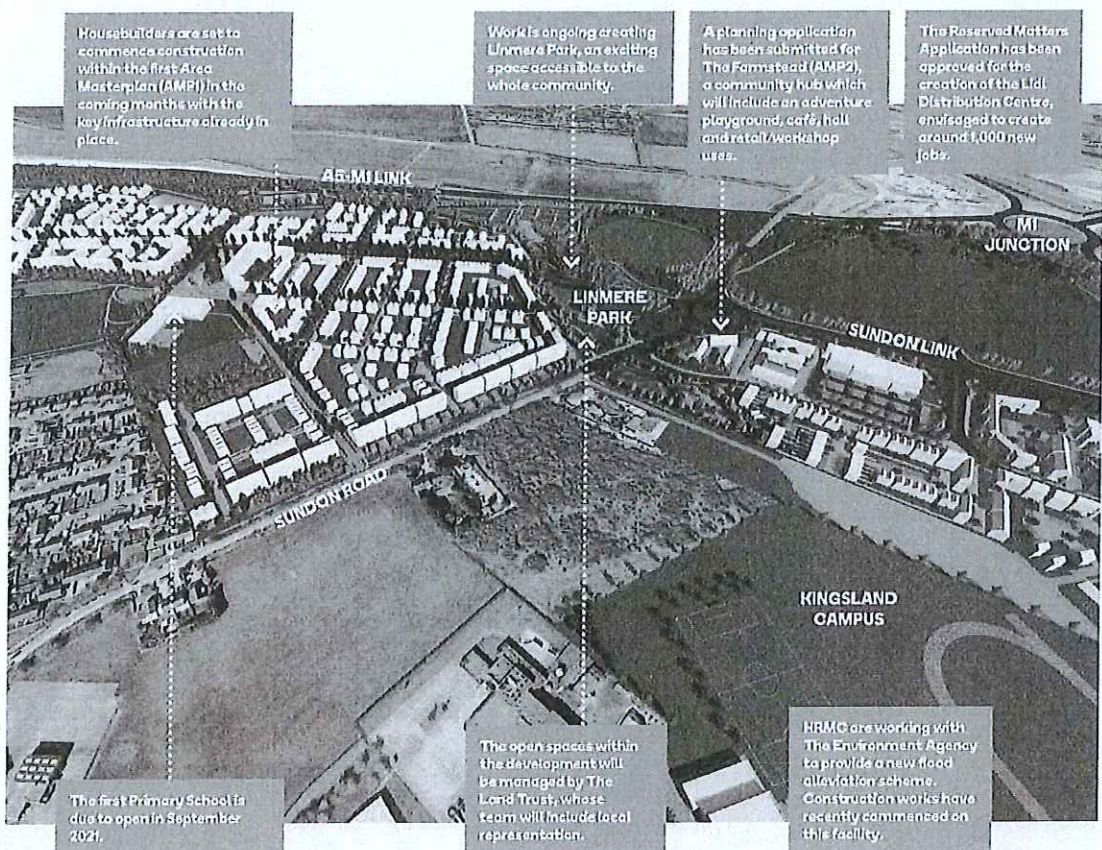 Housebuilders are set to
commence construction
within the first Area
Masterplan (AMP1) in the
coming months with the
key infrastructure already in
place.
Work is ongoing creating
Linmere Park, an exciting
space accessible to the
whole community.
A planning application
has been submitted for
The Farmstead (AMP2),
a community hub which
will include an adventure
playground, café, hall
and retail/workshop
uses.
The Reserved Matters
Application has been
approved for the
creation of the Lidl
Distribution Centre,
envisaged to create
around 1,000 new
jobs.
A5-M1 LINK
M1
JUNCTION
LINMERE
PARK
SUNDON LINK
SUNDON ROAD
KINGSLAND
CAMPUS
The first Primary School is
due to open in September
2021.
The open spaces within
the development will
be managed by The
Land Trust, whose
team will include local
representation.
HRMC are working with
The Environment Agency
to provide a new flood
alleviation scheme.
Construction works have
recently commenced on
this facility.